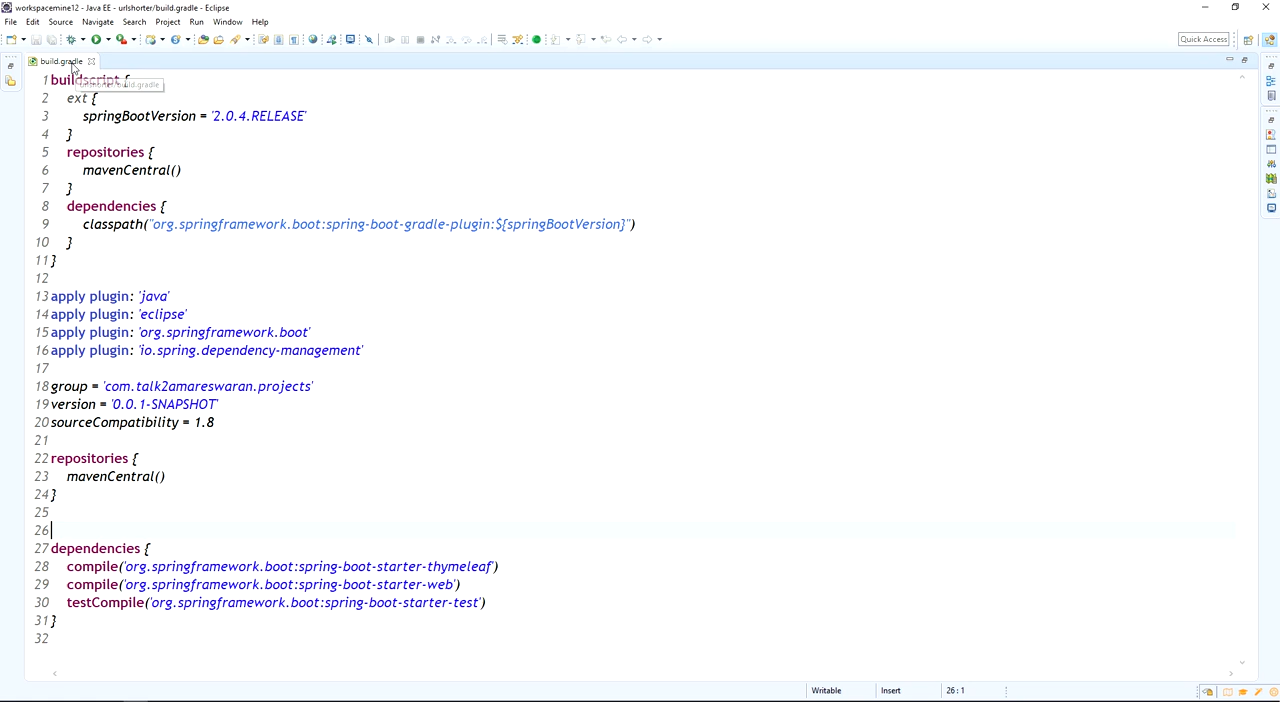 workspacemine12 - Java EE - urlshorter/build.gradle - Eclipse
File Edit Source Navigate Search Project Run Window Help
Quick Access
build.gradle
urlshorter/build.gradle
1 buildscript {
2 ext {
3 springBootVersion = '2.0.4.RELEASE'
4 }
5 repositories {
6 mavenCentral()
7 }
8 dependencies {
9 classpath("org.springframework.boot:spring-boot-gradle-plugin:${springBootVersion}")
10 }
11 }
12
13 apply plugin: 'java'
14 apply plugin: 'eclipse'
15 apply plugin: 'org.springframework.boot'
16 apply plugin: 'io.spring.dependency-management'
17
18 group = 'com.talk2amareswaran.projects'
19 version = '0.0.1-SNAPSHOT'
20 sourceCompatibility = 1.8
21
22 repositories {
23 mavenCentral()
24 }
25
26
27 dependencies {
28 compile('org.springframework.boot:spring-boot-starter-thymeleaf')
29 compile('org.springframework.boot:spring-boot-starter-web')
30 testCompile('org.springframework.boot:spring-boot-starter-test')
31 }
32
Writable Insert 26 : 1